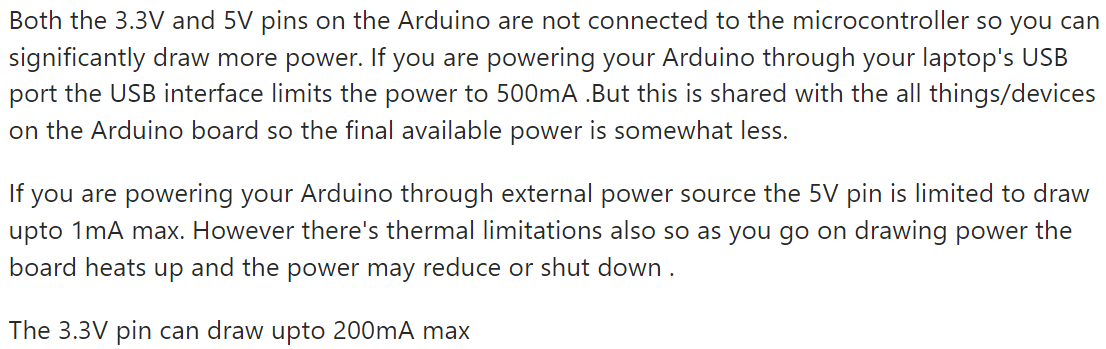 Both the 3.3V and 5V pins on the Arduino are not connected to the microcontroller so you can
significantly draw more power. If you are powering your Arduino through your laptop's USB
port the USB interface limits the power to 500mA .But this is shared with the all things/devices
on the Arduino board so the final available power is somewhat less.
If you are powering your Arduino through external power source the 5V pin is limited to draw
upto 1mA max. However there's thermal limitations also so as you go on drawing power the
board heats up and the power may reduce or shut down .
The 3.3V pin can draw upto 200mA max